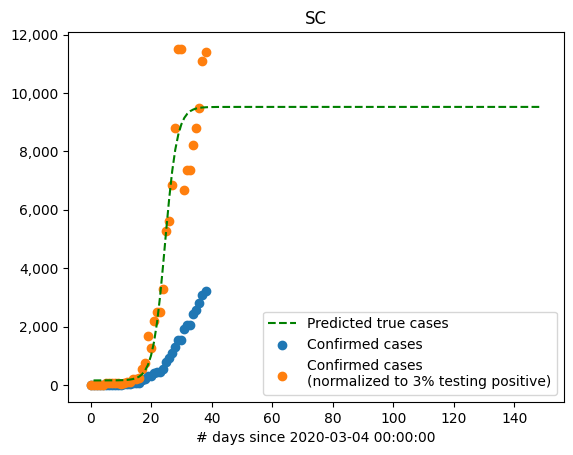 SC
12,000
10,000
8,000
6,000
4,000
2,000
0
0 20 40 60 80 100 120 140
# days since 2020-03-04 00:00:00
Predicted true cases
Confirmed cases
Confirmed cases
(normalized to 3% testing positive)